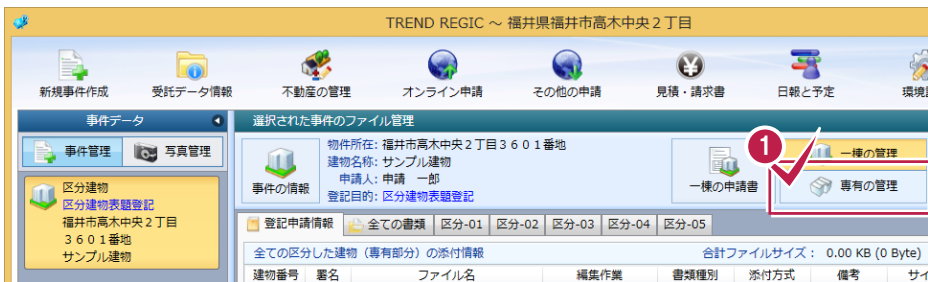 TREND REGIC ～ 福井県福井市高木中央２丁目
新規事件作成 受託データ情報 不動産の管理 オンライン申請 その他の申請 見積・請求書 日報と予定
事件データ 選択された事件のファイル管理
事件管理 写真管理
事件の情報
物件所在: 福井市高木中央２丁目３６０１番地
建物名称: サンプル建物
申請人: 申請 一郎
登記目的: 区分建物表題登記
一棟の申請書
1
一棟の管理
専有の管理
区分建物
区分建物表題登記
福井市高木中央２丁目
３６０１番地
サンプル建物
登記申請情報 全ての書類 区分-01 区分-02 区分-03 区分-04 区分-05
全ての区分した建物（専有部分）の添付情報 合計ファイルサイズ： 0.00 KB (0 Byte)
建物番号 署名 ファイル名 編集作業 書類種別 添付方式 備考